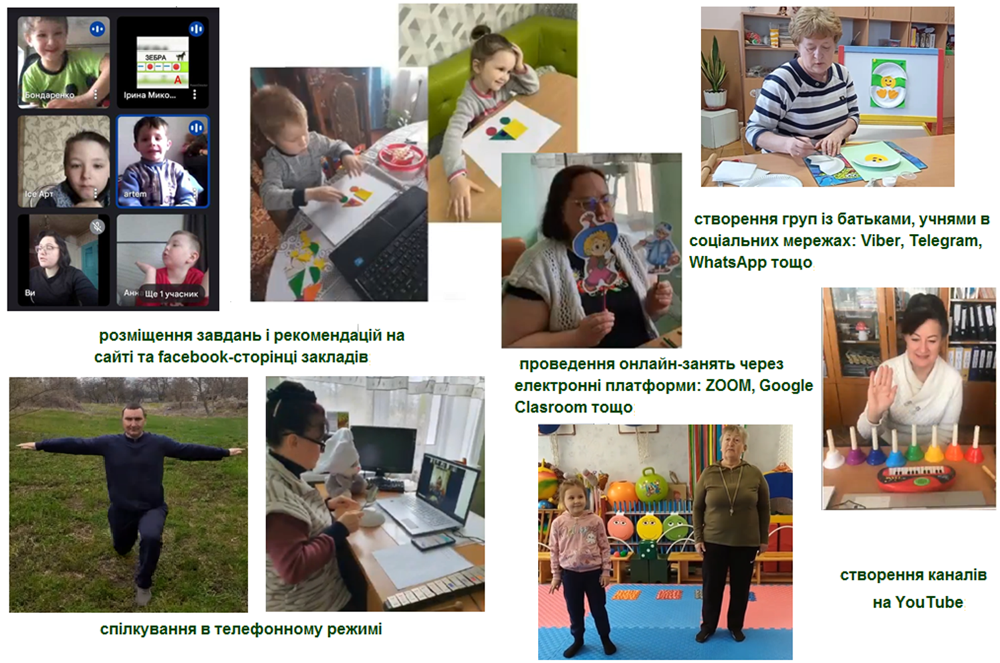 Бондаренко
ЗЕБРА
А
Ірина Мико...
Ice Арт
artem
Ви
Анна
Ще 1 учасник
створення груп із батьками, учнями в
соціальних мережах: Viber, Telegram,
WhatsApp тощо
розміщення завдань і рекомендацій на
сайті та facebook-сторінці закладів
проведення онлайн-занять через
електронні платформи: ZOOM, Google
Clasroom тощо
створення каналів
на YouTube
спілкування в телефонному режимі